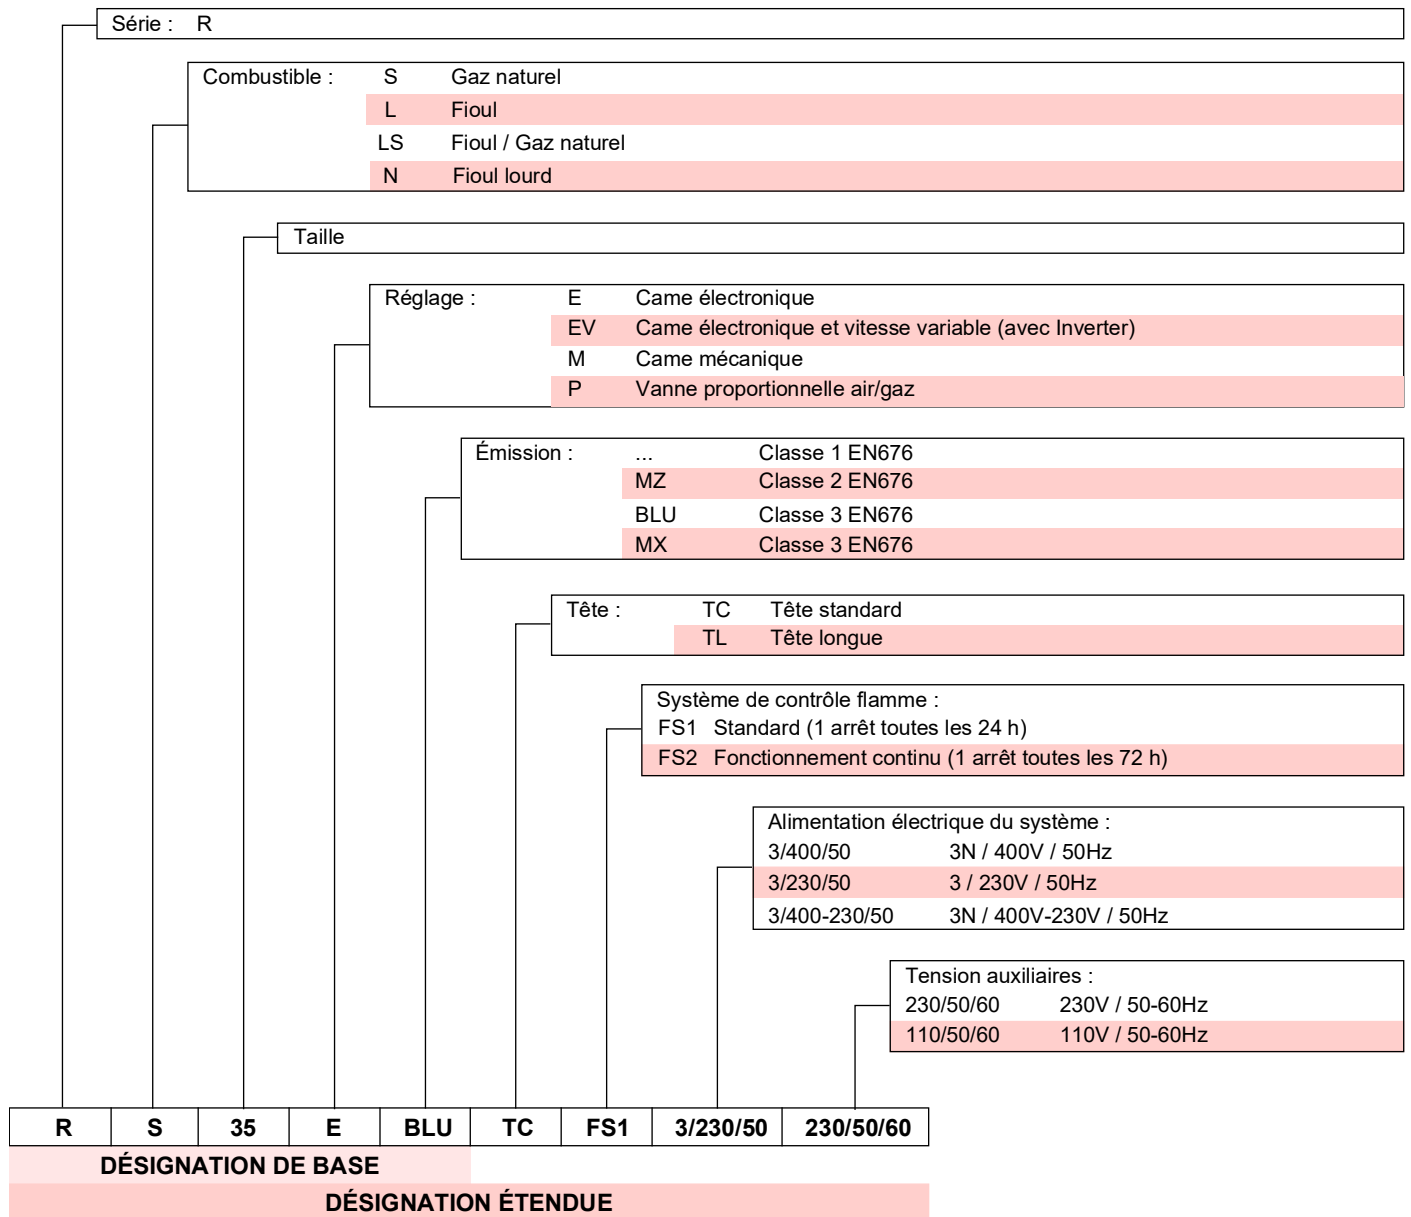 Série : R
Combustible : S Gaz naturel
L Fioul
LS Fioul / Gaz naturel
N Fioul lourd
Taille
Réglage : E Came électronique
EV Came électronique et vitesse variable (avec Inverter)
M Came mécanique
P Vanne proportionnelle air/gaz
Émission : ... Classe 1 EN676
MZ Classe 2 EN676
BLU Classe 3 EN676
MX Classe 3 EN676
Tête : TC Tête standard
TL Tête longue
Système de contrôle flamme :
FS1 Standard (1 arrêt toutes les 24 h)
FS2 Fonctionnement continu (1 arrêt toutes les 72 h)
Alimentation électrique du système :
3/400/50 3N / 400V / 50Hz
3/230/50 3 / 230V / 50Hz
3/400-230/50 3N / 400V-230V / 50Hz
Tension auxiliaires :
230/50/60 230V / 50-60Hz
110/50/60 110V / 50-60Hz
R S 35 E BLU TC FS1 3/230/50 230/50/60
DÉSIGNATION DE BASE
DÉSIGNATION ÉTENDUE